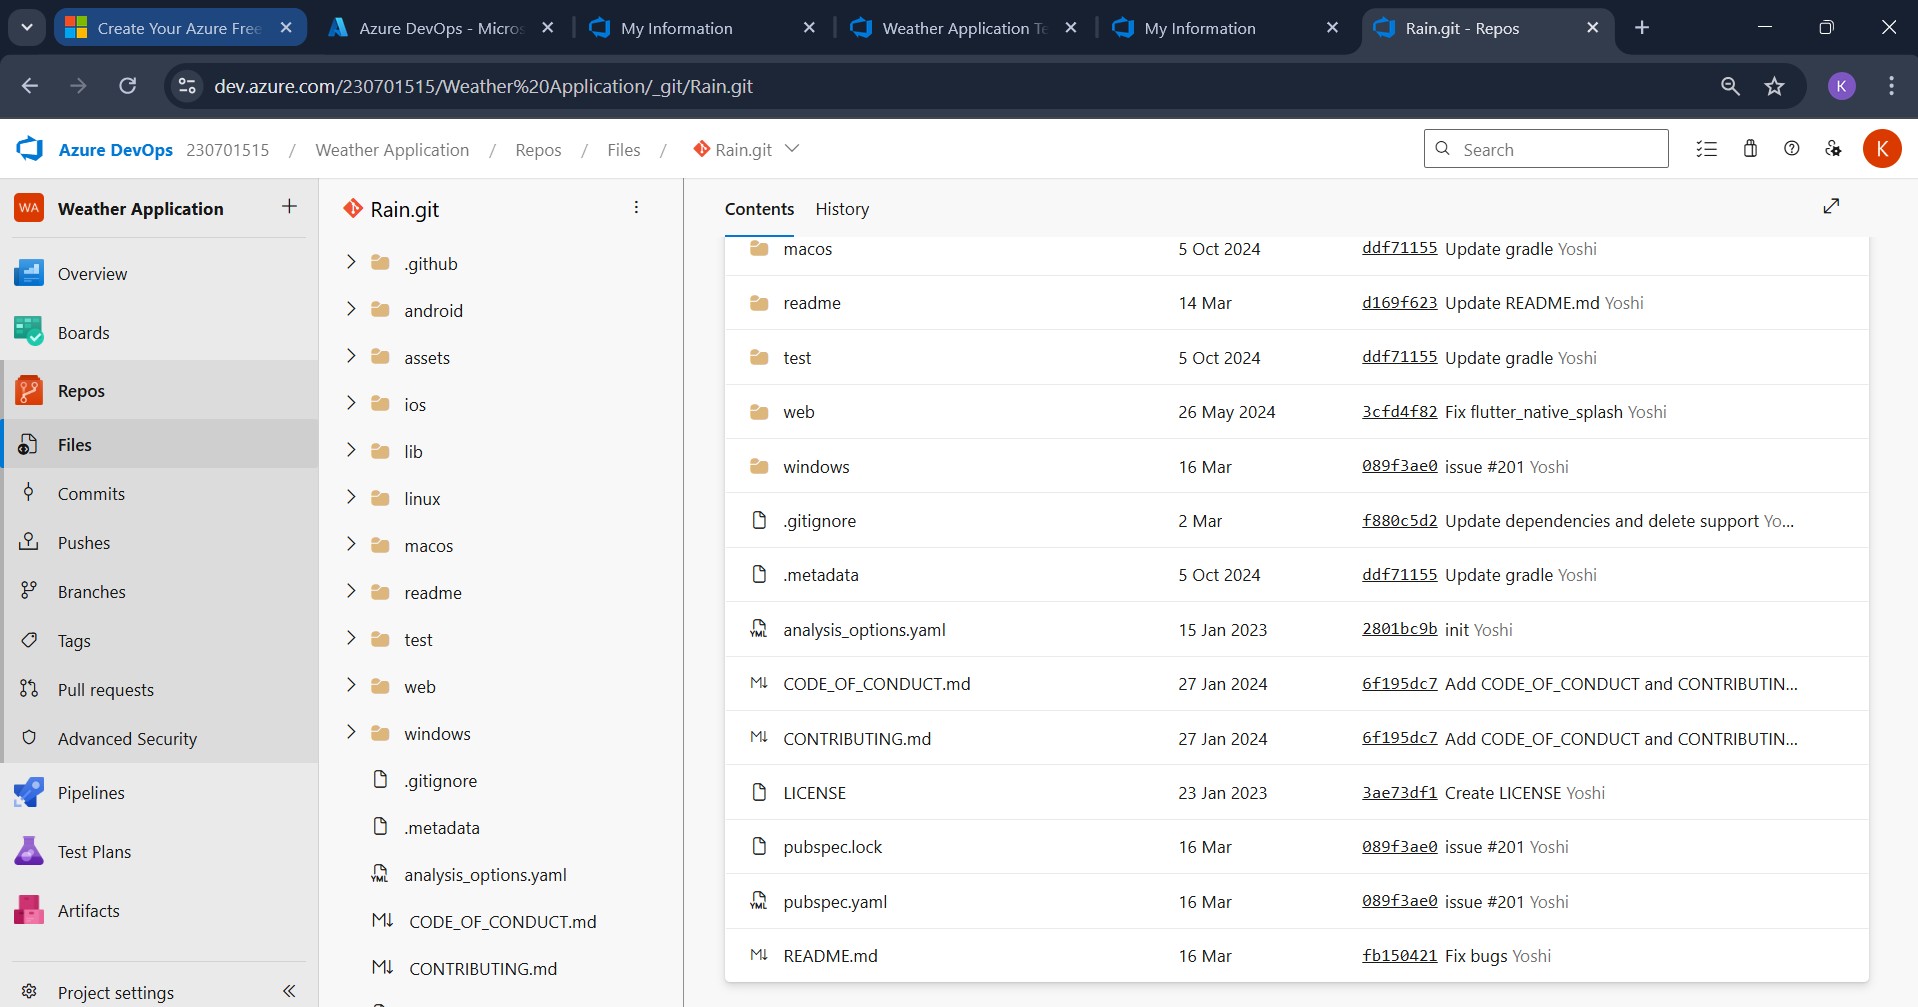 Create Your Azure Free
Azure DevOps - Micros
My Information
Weather Application Te
My Information
Rain.git - Repos
dev.azure.com/230701515/Weather%20Application/_git/Rain.git
K
Azure DevOps 230701515 / Weather Application / Repos / Files / Rain.git
Search
K
WA Weather Application
Overview
Boards
Repos
Files
Commits
Pushes
Branches
Tags
Pull requests
Advanced Security
Pipelines
Test Plans
Artifacts
Project settings
Rain.git
.github
android
assets
ios
lib
linux
macos
readme
test
web
windows
.gitignore
.metadata
YML analysis_options.yaml
M↓ CODE_OF_CONDUCT.md
M↓ CONTRIBUTING.md
Contents History
macos 5 Oct 2024 ddf71155 Update gradle Yoshi
readme 14 Mar d169f623 Update README.md Yoshi
test 5 Oct 2024 ddf71155 Update gradle Yoshi
web 26 May 2024 3cfd4f82 Fix flutter_native_splash Yoshi
windows 16 Mar 089f3ae0 issue #201 Yoshi
.gitignore 2 Mar f880c5d2 Update dependencies and delete support Yo...
.metadata 5 Oct 2024 ddf71155 Update gradle Yoshi
YML analysis_options.yaml 15 Jan 2023 2801bc9b init Yoshi
M↓ CODE_OF_CONDUCT.md 27 Jan 2024 6f195dc7 Add CODE_OF_CONDUCT and CONTRIBUTIN...
M↓ CONTRIBUTING.md 27 Jan 2024 6f195dc7 Add CODE_OF_CONDUCT and CONTRIBUTIN...
LICENSE 23 Jan 2023 3ae73df1 Create LICENSE Yoshi
pubspec.lock 16 Mar 089f3ae0 issue #201 Yoshi
YML pubspec.yaml 16 Mar 089f3ae0 issue #201 Yoshi
M↓ README.md 16 Mar fb150421 Fix bugs Yoshi